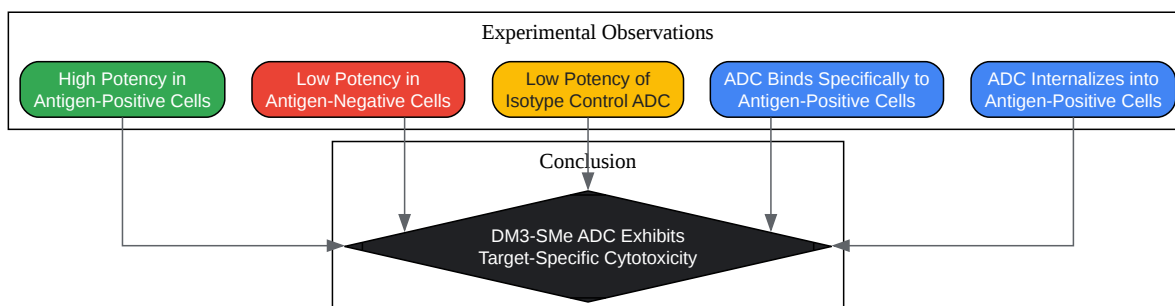 Experimental Observations
High Potency in
Antigen-Positive Cells
Low Potency in
Antigen-Negative Cells
Low Potency of
Isotype Control ADC
ADC Binds Specifically to
Antigen-Positive Cells
ADC Internalizes into
Antigen-Positive Cells
Conclusion
DM3-SMe ADC Exhibits
Target-Specific Cytotoxicity